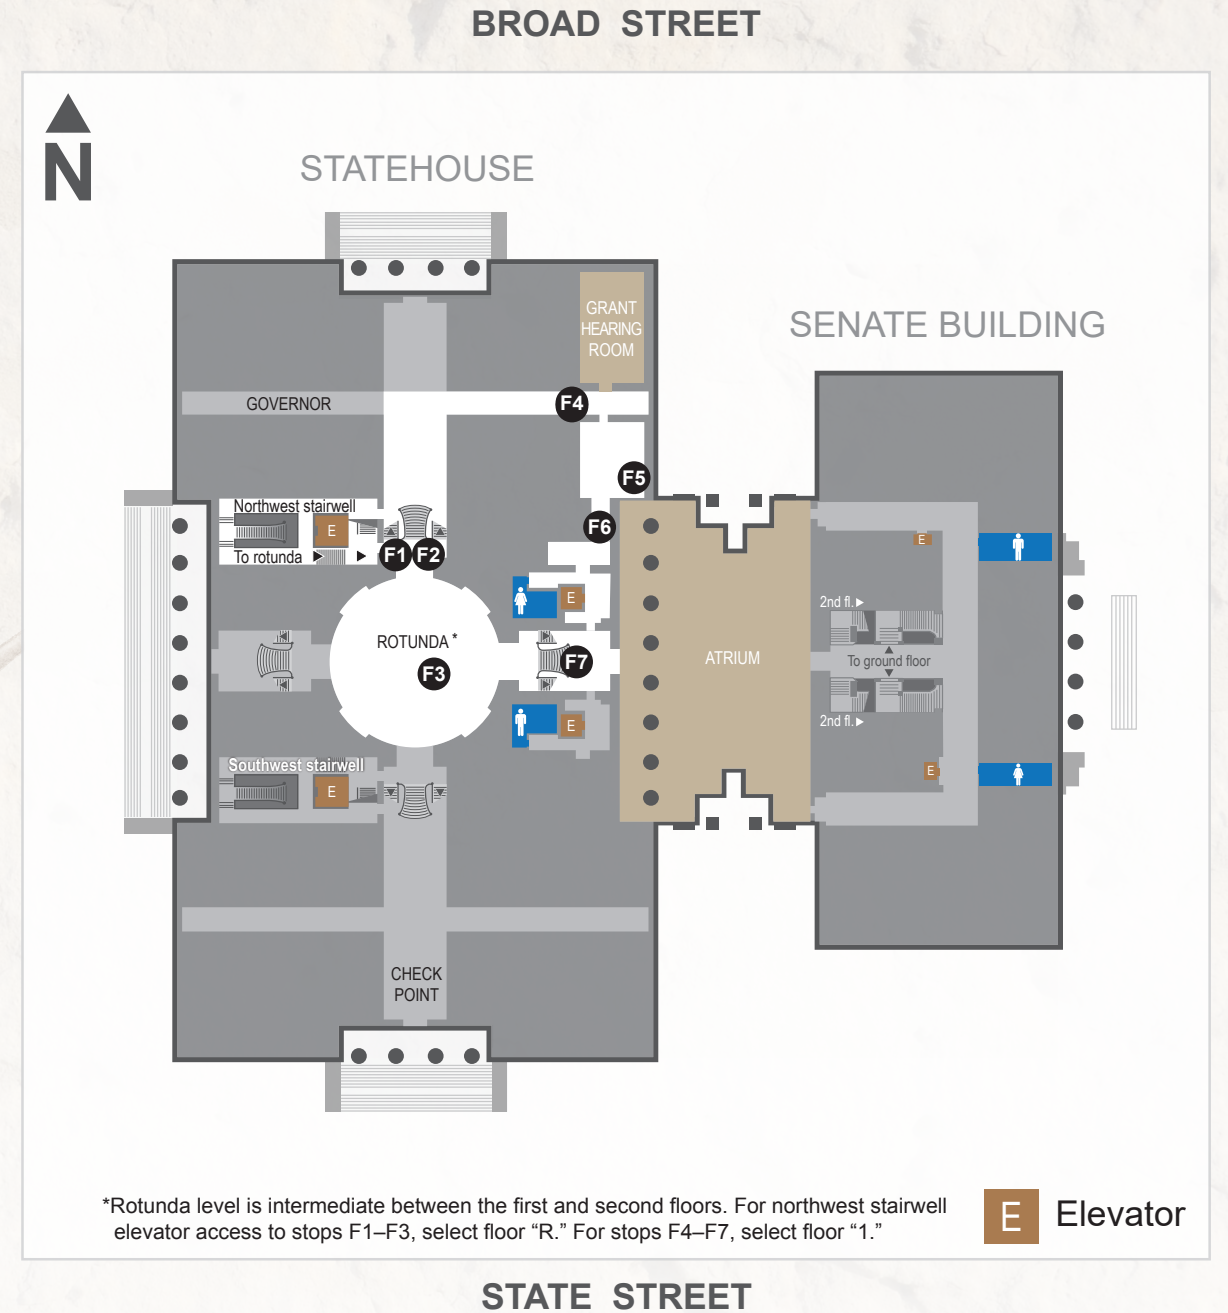 BROAD STREET
N
STATEHOUSE
GRANT
HEARING
ROOM
SENATE BUILDING
GOVERNOR
F4
F5
Northwest stairwell
E
To rotunda
F1
F2
F6
E
E
2nd fl.
ROTUNDA *
F3
F7
ATRIUM
To ground floor
E
2nd fl.
Southwest stairwell
E
E
CHECK
POINT
*Rotunda level is intermediate between the first and second floors. For northwest stairwell
elevator access to stops F1–F3, select floor “R.” For stops F4–F7, select floor “1.”
E Elevator
STATE STREET